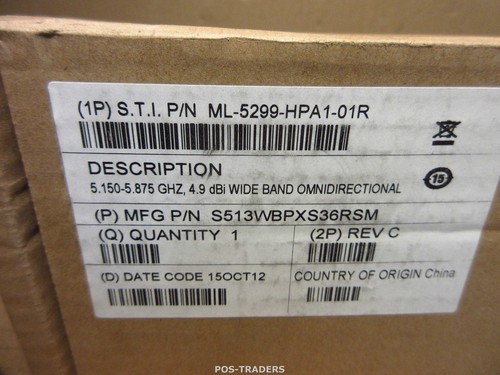 (1P) S.T.I. P/N ML-5299-HPA1-01R
DESCRIPTION
5.150-5.875 GHZ, 4.9 dBi WIDE BAND OMNIDIRECTIONAL
15
(P) MFG P/N S513WBPXS36RSM
(Q) QUANTITY 1
(2P) REV C
(D) DATE CODE 15OCT12
COUNTRY OF ORIGIN China
POS-TRADERS